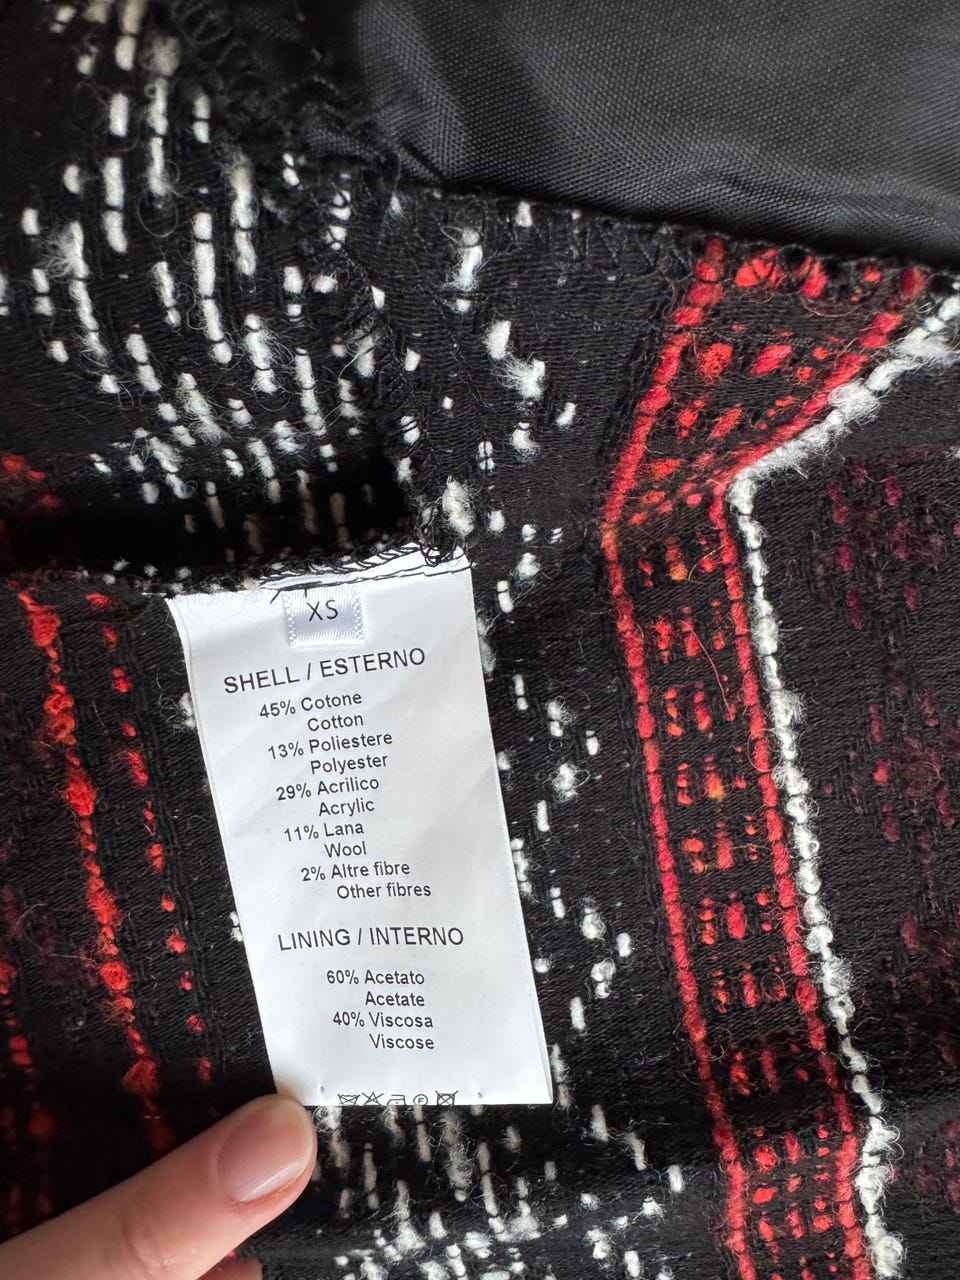 XS
SHELL / ESTERNO
45% Cotone
Cotton
13% Poliestere
Polyester
29% Acrilico
Acrylic
11% Lana
Wool
2% Altre fibre
Other fibres
LINING / INTERNO
60% Acetato
Acetate
40% Viscosa
Viscose
F